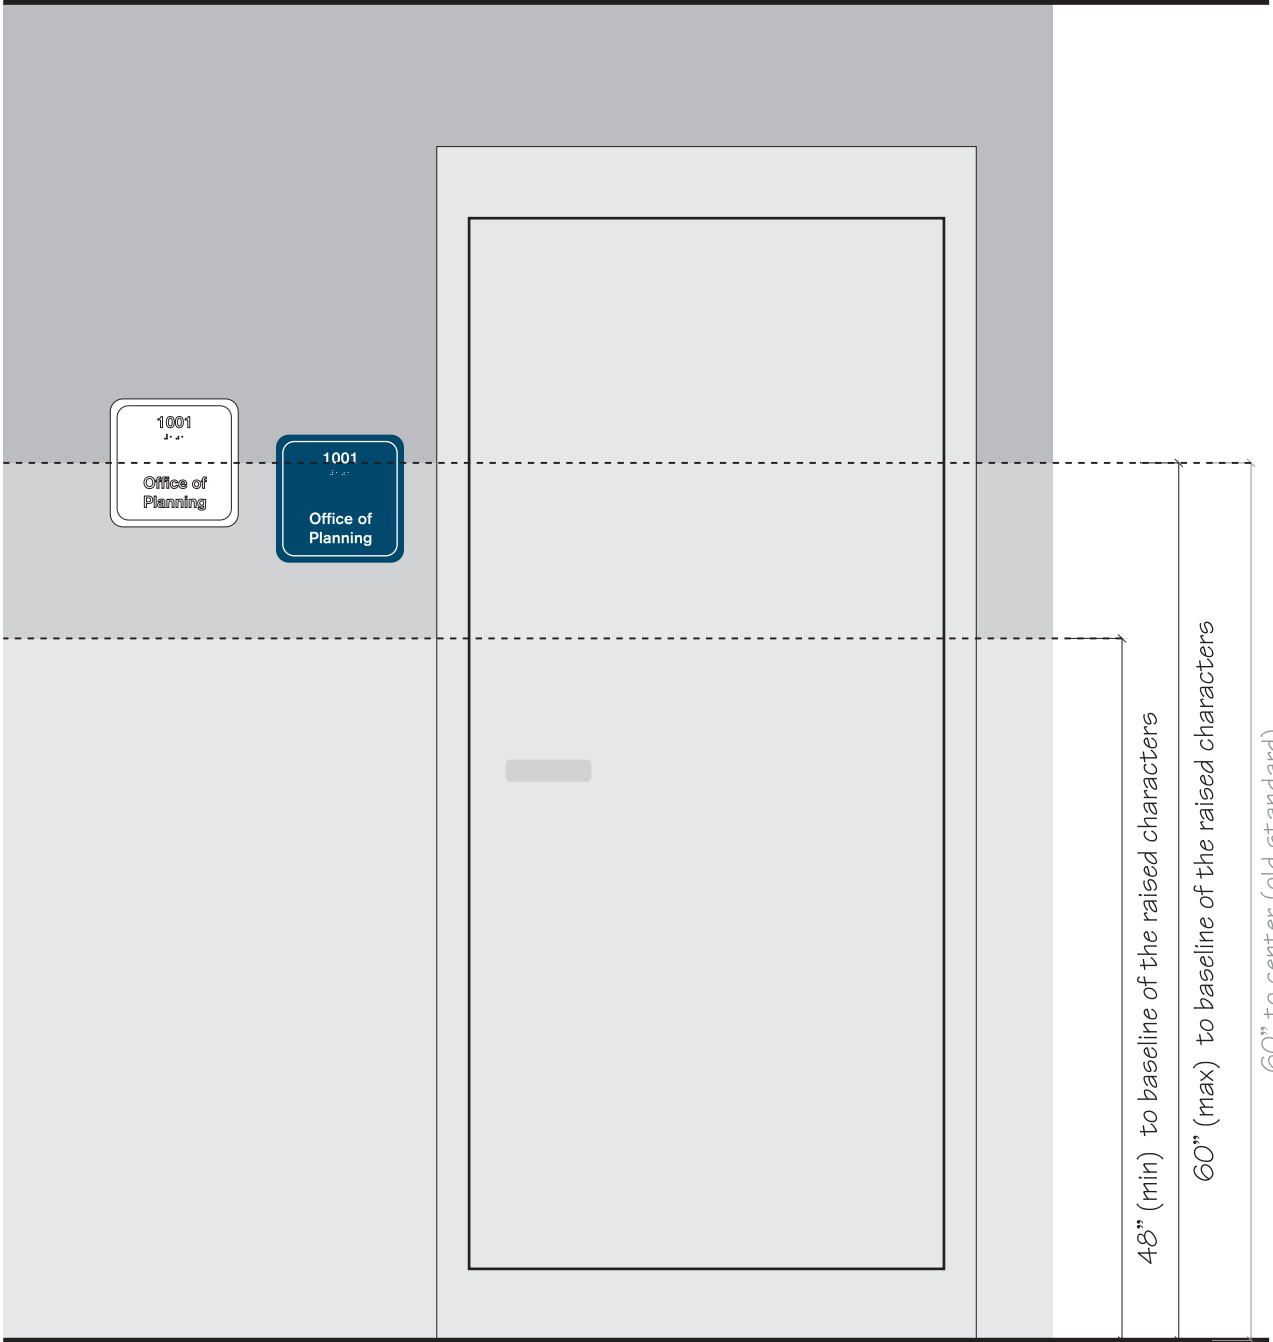 1001
Office of
Planning
1001
Office of
Planning
48” (min) to baseline of the raised characters
60” (max) to baseline of the raised characters
60” to center (old standard)